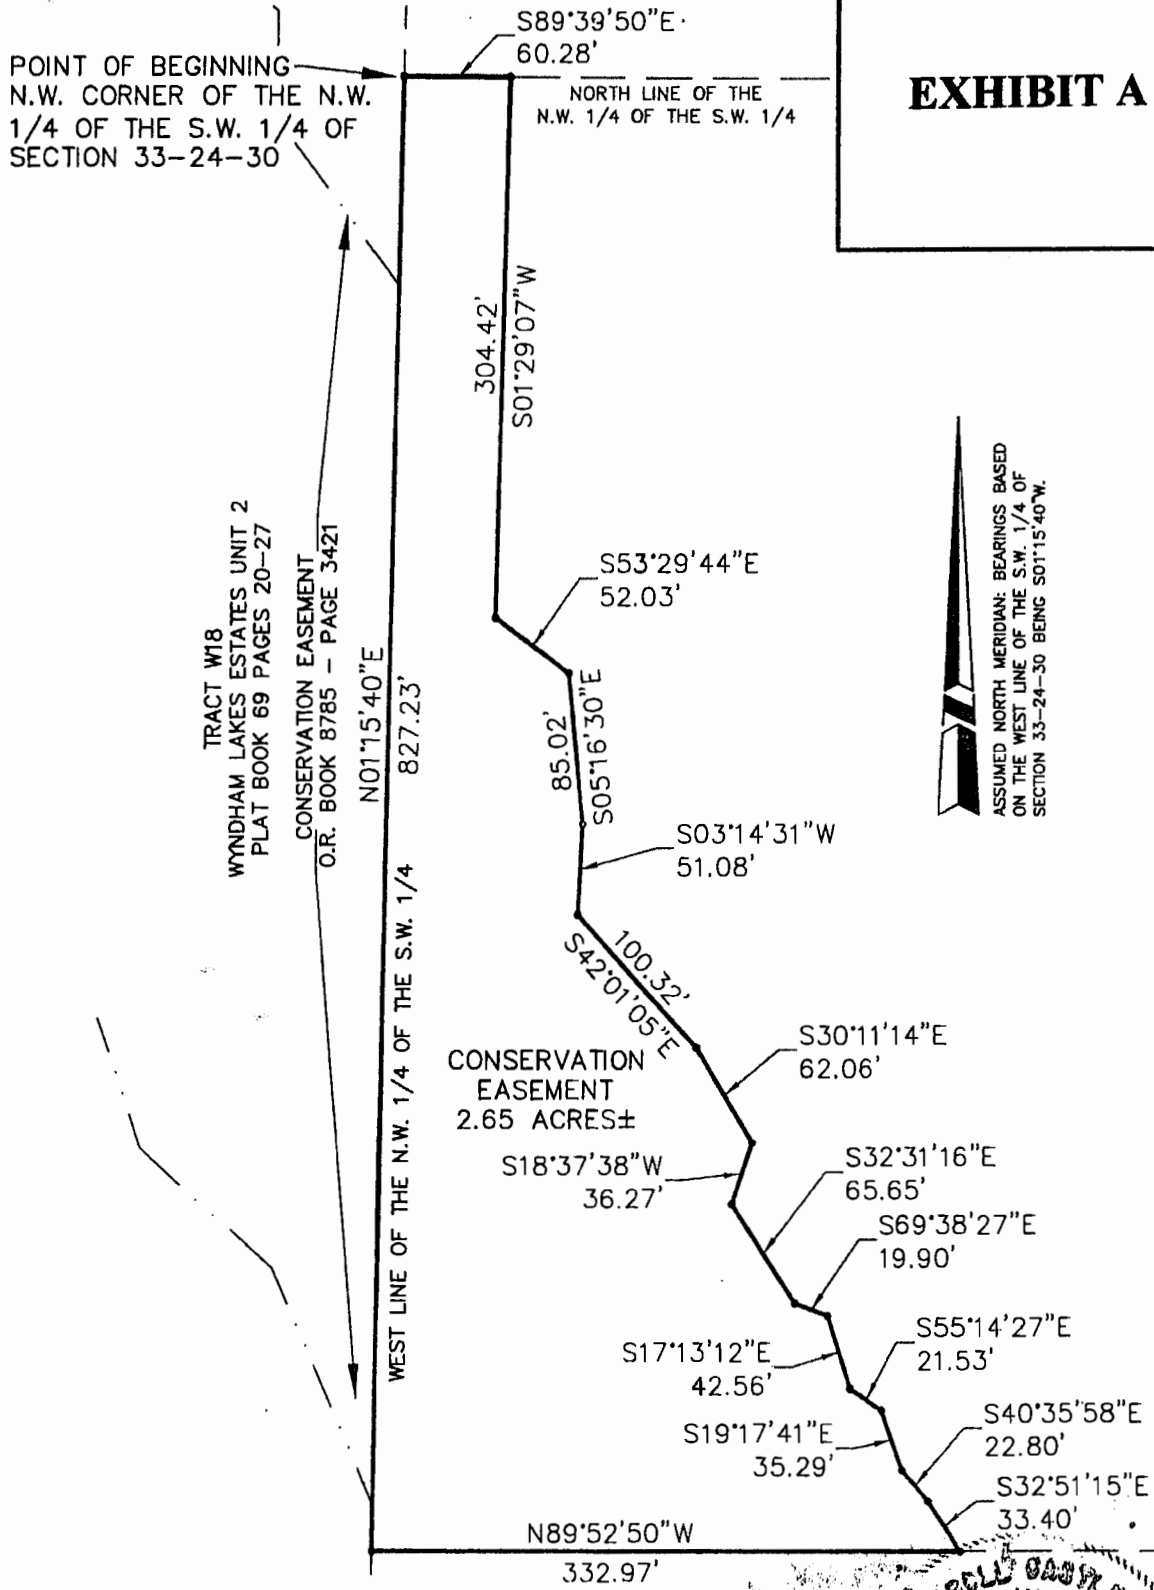 S89°39'50"E
60.28'
POINT OF BEGINNING
N.W. CORNER OF THE N.W.
1/4 OF THE S.W. 1/4 OF
SECTION 33-24-30
NORTH LINE OF THE
N.W. 1/4 OF THE S.W. 1/4
EXHIBIT A
304.42'
S01°29'07"W
S53°29'44"E
52.03'
TRACT W18
WYNDHAM LAKES ESTATES UNIT 2
PLAT BOOK 69 PAGES 20-27
CONSERVATION EASEMENT
O.R. BOOK 8785 - PAGE 3421
N01°15'40"E
827.23'
WEST LINE OF THE N.W. 1/4 OF THE S.W. 1/4
85.02'
S05°16'30"E
ASSUMED NORTH MERIDIAN: BEARINGS BASED
ON THE WEST LINE OF THE S.W. 1/4 OF
SECTION 33-24-30 BEING S01°15'40"W.
S03°14'31"W
51.08'
100.32'
S42°01'05"E
CONSERVATION
EASEMENT
2.65 ACRES±
S30°11'14"E
62.06'
S18°37'38"W
36.27'
S32°31'16"E
65.65'
S69°38'27"E
19.90'
S17°13'12"E
42.56'
S55°14'27"E
21.53'
S19°17'41"E
35.29'
S40°35'58"E
22.80'
S32°51'15"E
33.40'
N89°52'50"W
332.97'